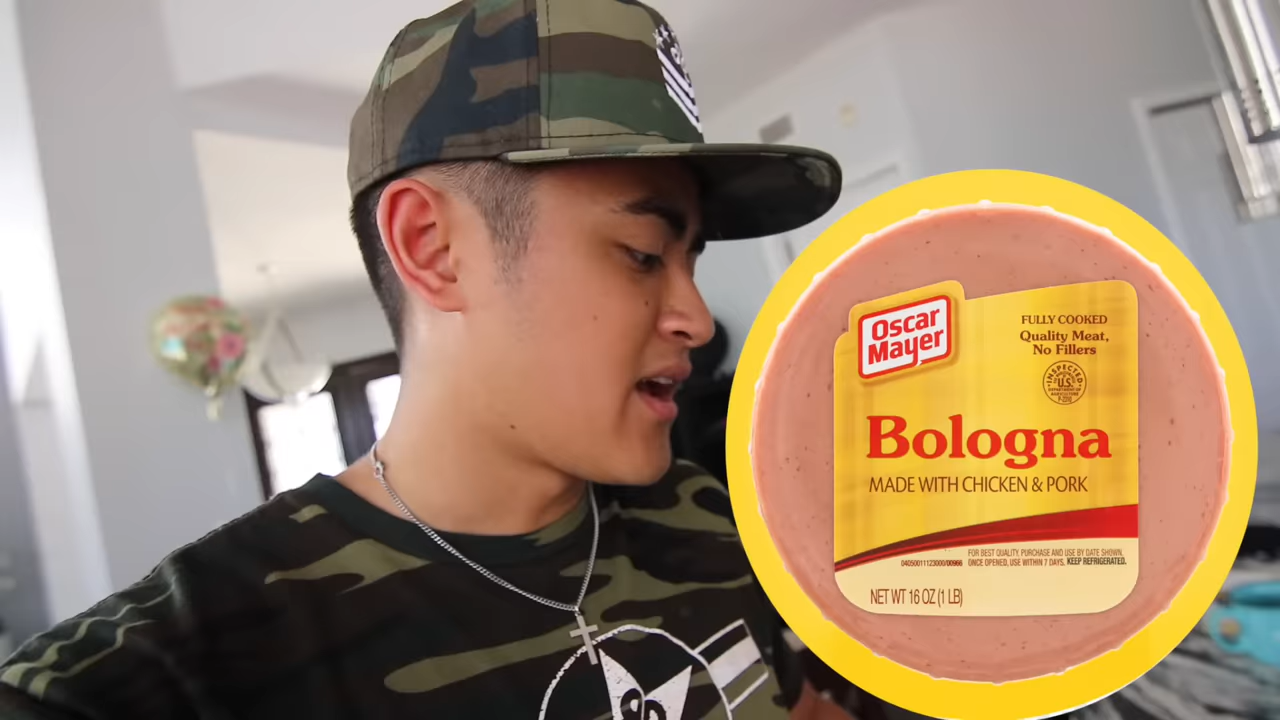 Oscar
Mayer
FULLY COOKED
Quality Meat,
No Fillers
INSPECTED
U.S.
Bologna
MADE WITH CHICKEN & PORK
FOR BEST QUALITY, PURCHASE AND USE BY DATE SHOWN.
ONCE OPENED, USE WITHIN 7 DAYS, KEEP REFRIGERATED.
NET WT 16 OZ (1 LB)